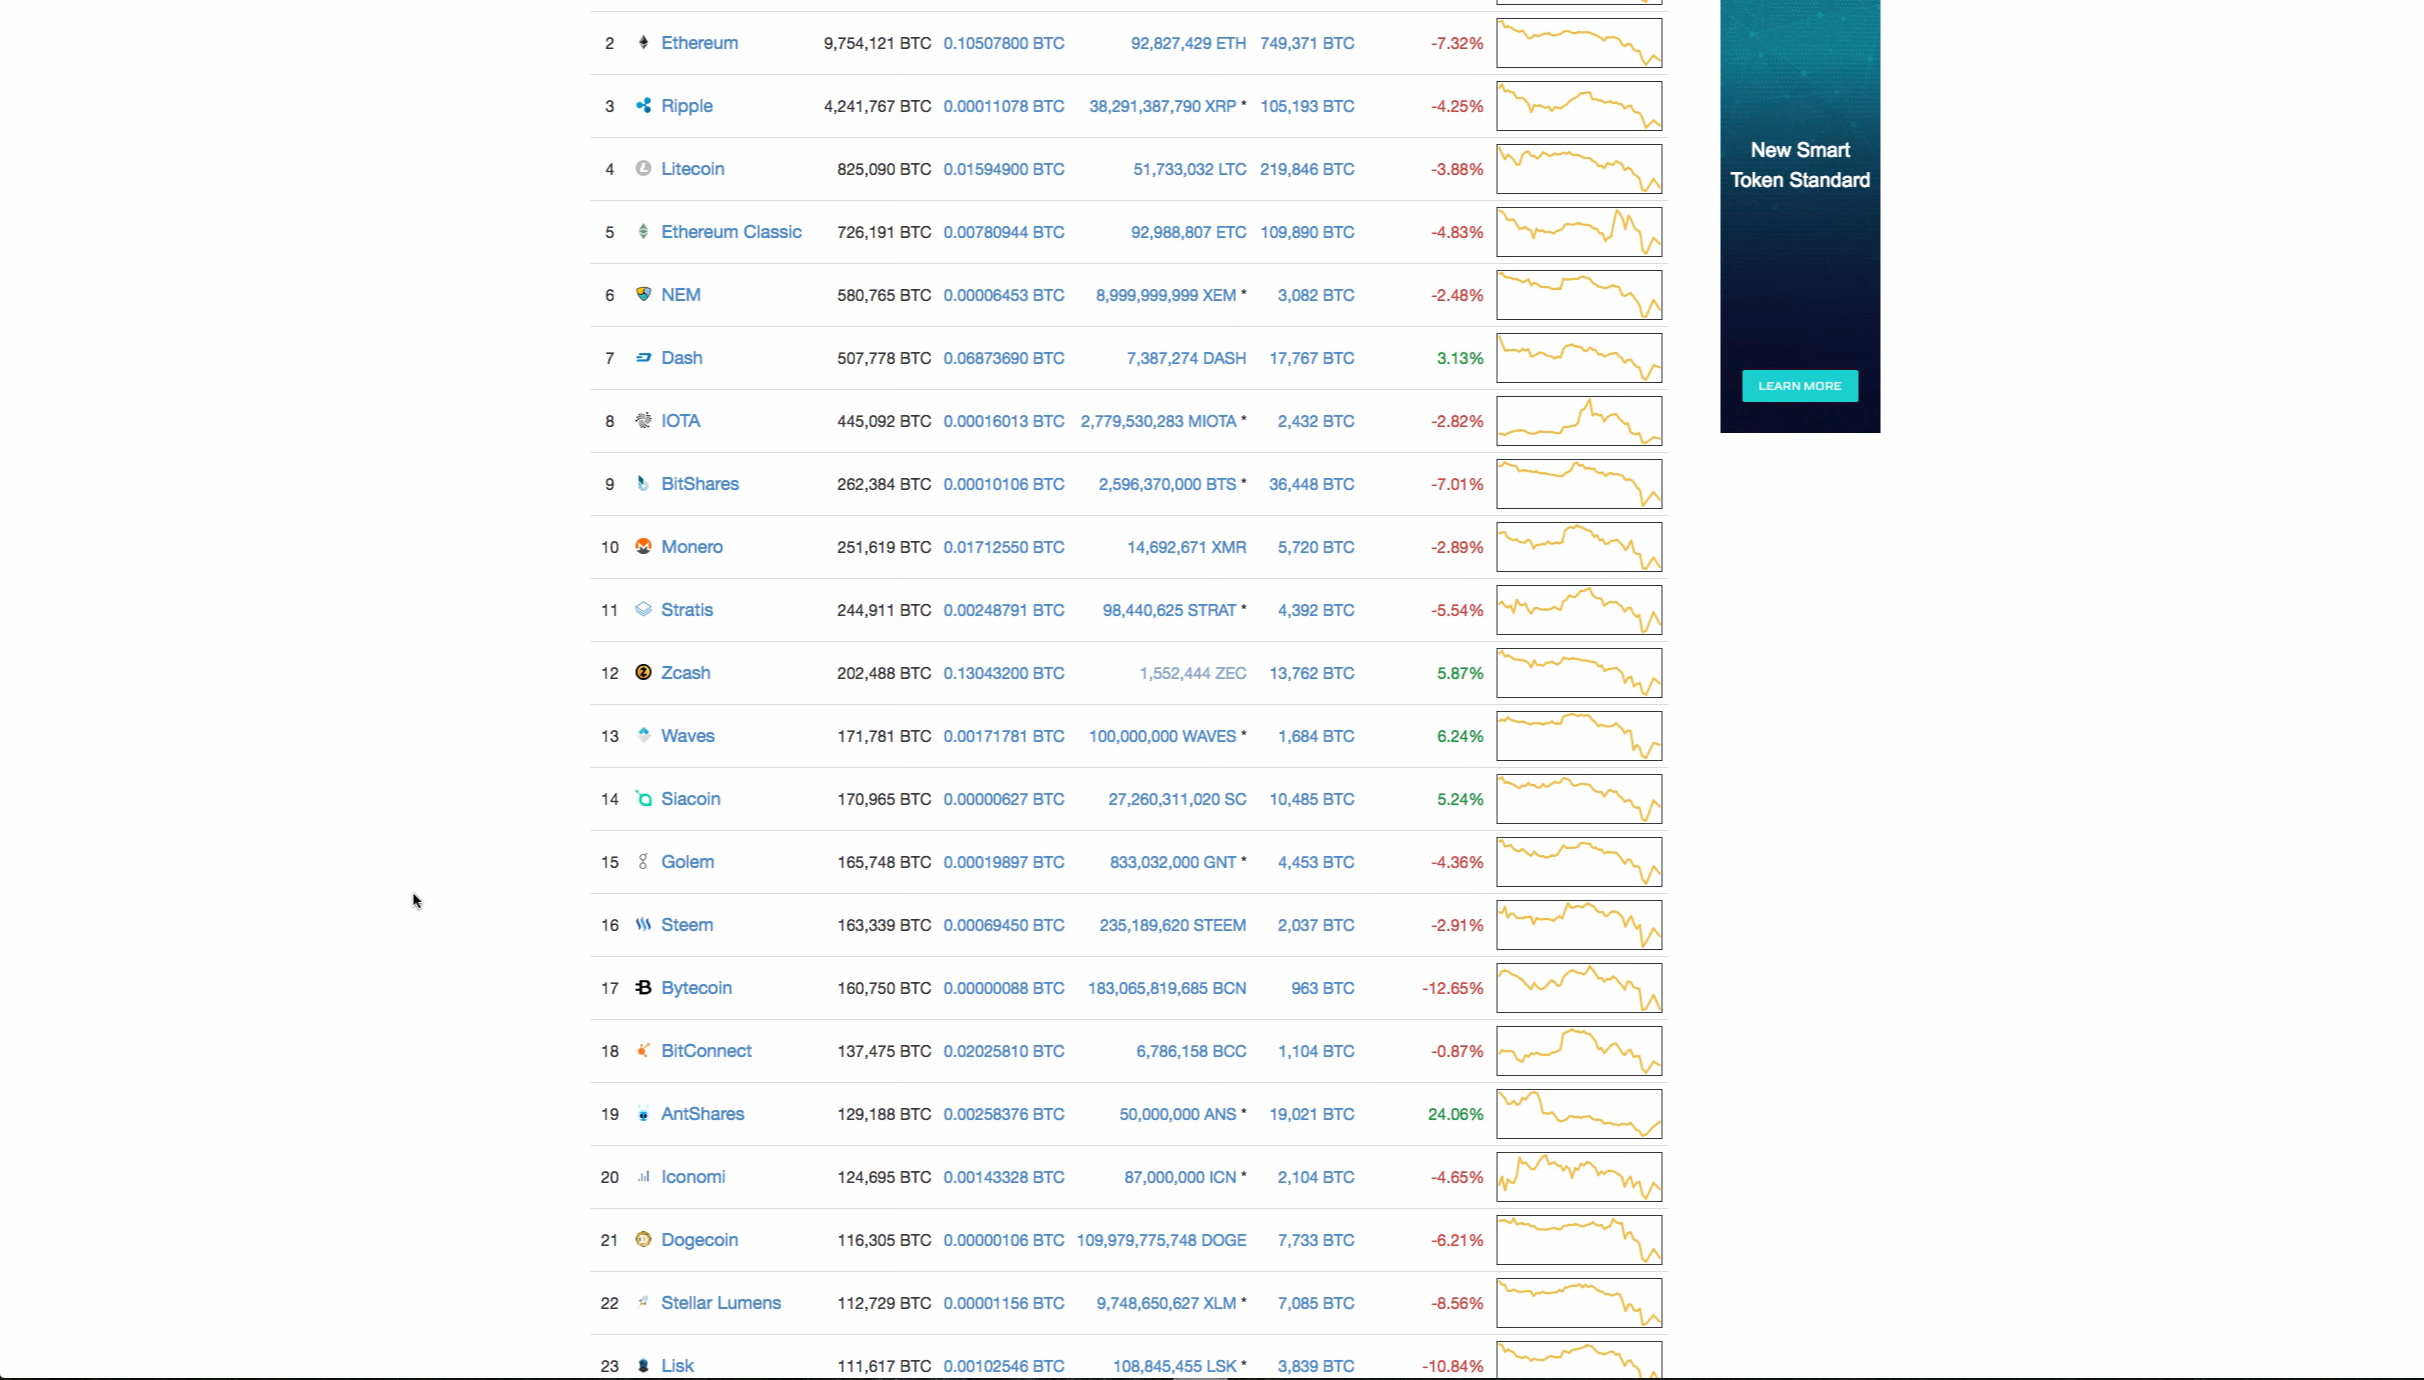 2 Ethereum 9,754,121 BTC 0.10507800 BTC 92,827,429 ETH 749,371 BTC -7.32%
3 Ripple 4,241,767 BTC 0.00011078 BTC 38,291,387,790 XRP * 105,193 BTC -4.25%
4 Litecoin 825,090 BTC 0.01594900 BTC 51,733,032 LTC 219,846 BTC -3.88%
5 Ethereum Classic 726,191 BTC 0.00780944 BTC 92,988,807 ETC 109,890 BTC -4.83%
6 NEM 580,765 BTC 0.00006453 BTC 8,999,999,999 XEM * 3,082 BTC -2.48%
7 Dash 507,778 BTC 0.06873690 BTC 7,387,274 DASH 17,767 BTC 3.13%
8 IOTA 445,092 BTC 0.00016013 BTC 2,779,530,283 MIOTA * 2,432 BTC -2.82%
9 BitShares 262,384 BTC 0.00010106 BTC 2,596,370,000 BTS * 36,448 BTC -7.01%
10 Monero 251,619 BTC 0.01712550 BTC 14,692,671 XMR 5,720 BTC -2.89%
11 Stratis 244,911 BTC 0.00248791 BTC 98,440,625 STRAT * 4,392 BTC -5.54%
12 Zcash 202,488 BTC 0.13043200 BTC 1,552,444 ZEC 13,762 BTC 5.87%
13 Waves 171,781 BTC 0.00171781 BTC 100,000,000 WAVES * 1,684 BTC 6.24%
14 Siacoin 170,965 BTC 0.00000627 BTC 27,260,311,020 SC 10,485 BTC 5.24%
15 Golem 165,748 BTC 0.00019897 BTC 833,032,000 GNT * 4,453 BTC -4.36%
16 Steem 163,339 BTC 0.00069450 BTC 235,189,620 STEEM 2,037 BTC -2.91%
17 Bytecoin 160,750 BTC 0.00000088 BTC 183,065,819,685 BCN 963 BTC -12.65%
18 BitConnect 137,475 BTC 0.02025810 BTC 6,786,158 BCC 1,104 BTC -0.87%
19 AntShares 129,188 BTC 0.00258376 BTC 50,000,000 ANS * 19,021 BTC 24.06%
20 Iconomi 124,695 BTC 0.00143328 BTC 87,000,000 ICN * 2,104 BTC -4.65%
21 Dogecoin 116,305 BTC 0.00000106 BTC 109,979,775,748 DOGE 7,733 BTC -6.21%
22 Stellar Lumens 112,729 BTC 0.00001156 BTC 9,748,650,627 XLM * 7,085 BTC -8.56%
23 Lisk 111,617 BTC 0.00102546 BTC 108,845,455 LSK * 3,839 BTC -10.84%
New Smart
Token Standard
LEARN MORE